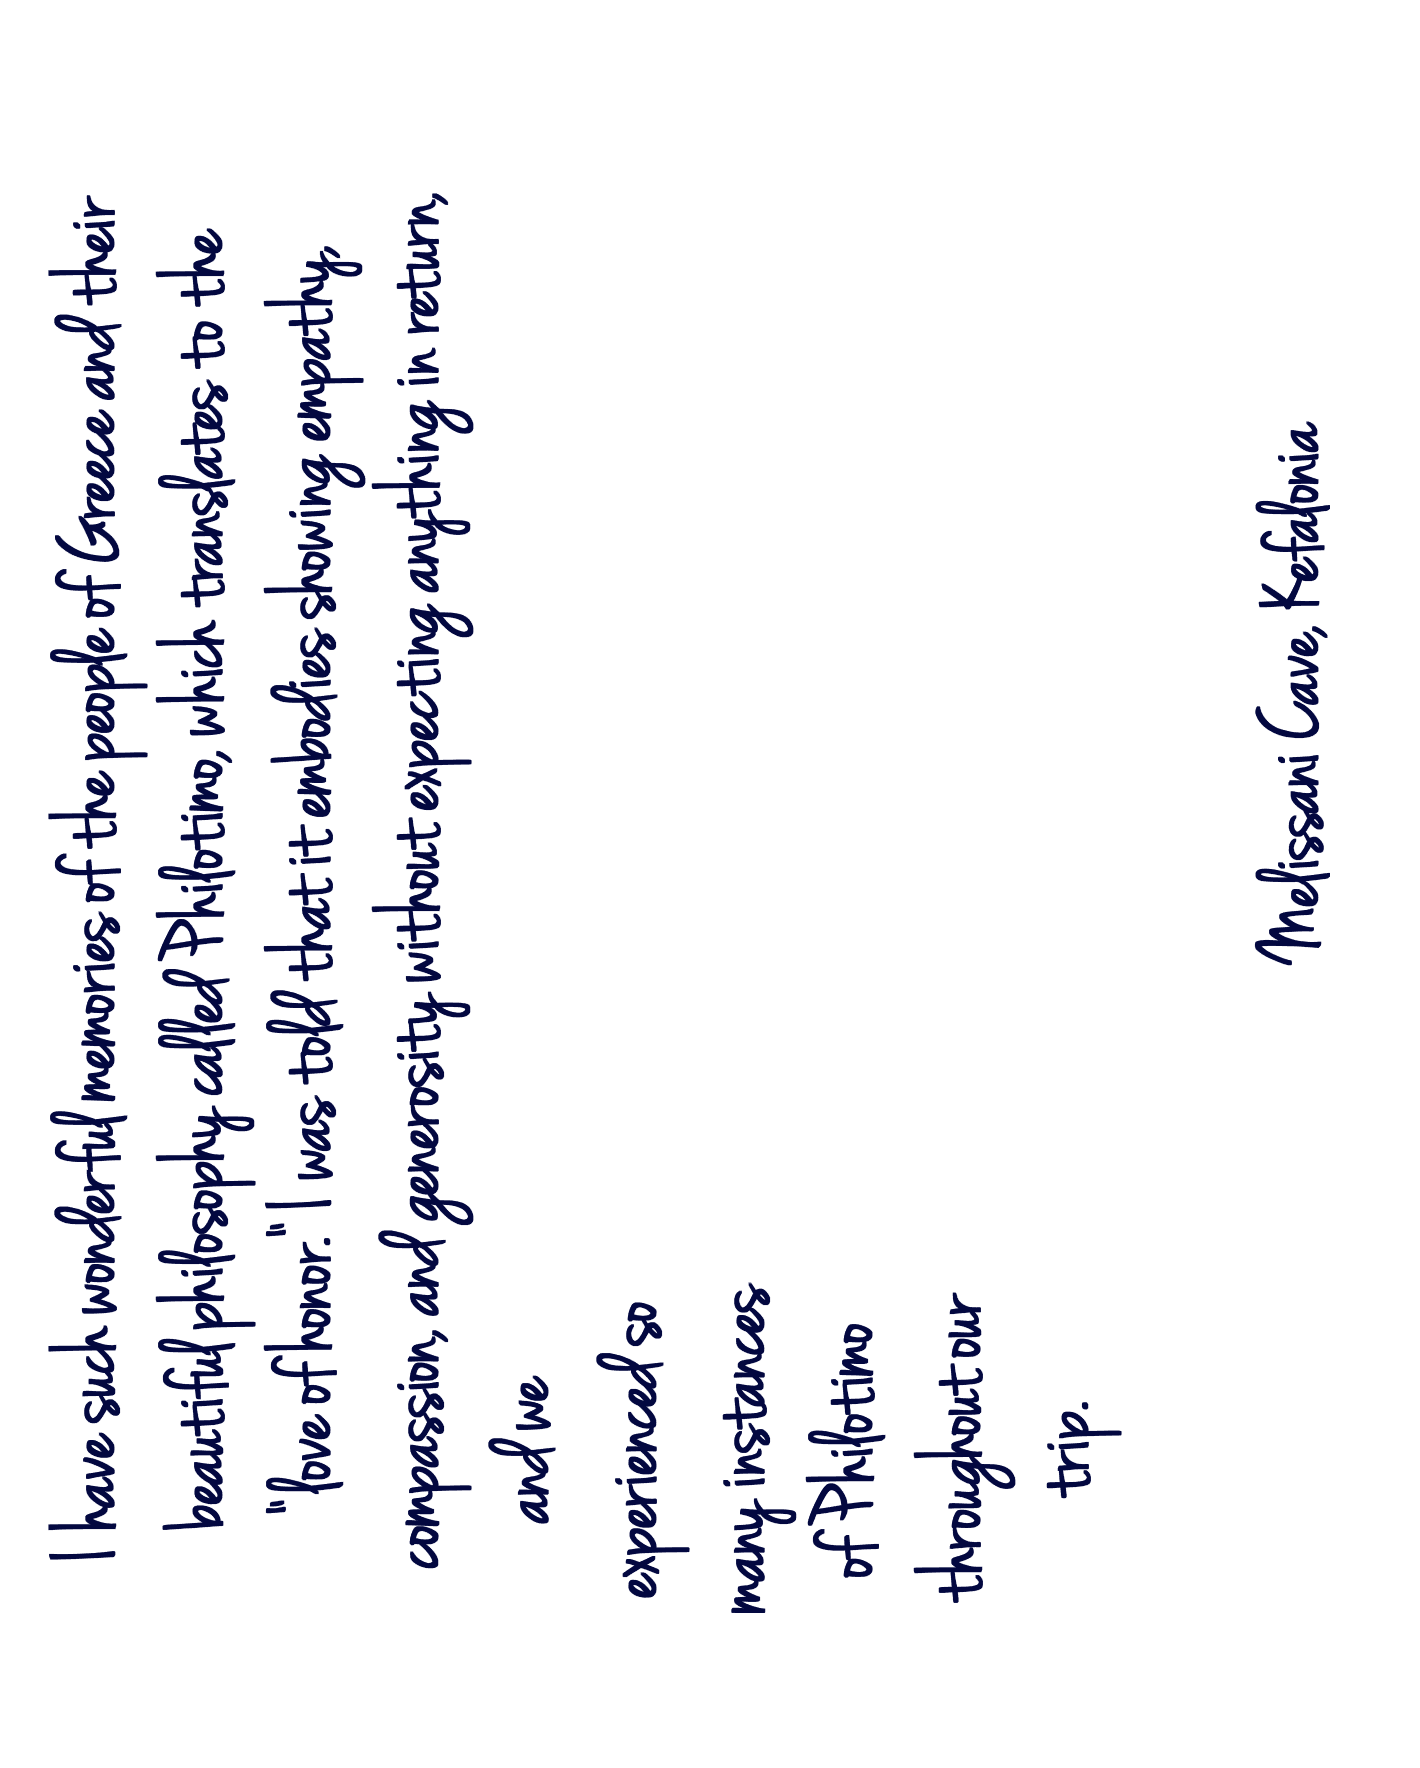 I have such wonderful memories of the people of Greece and their
beautiful philosophy called Philotimo, which translates to the
"love of honor." I was told that it embodies showing empathy,
compassion, and generosity without expecting anything in return,
and we
experienced so
many instances
of Philotimo
throughout our
trip.
Melissani Cave, Kefalonia